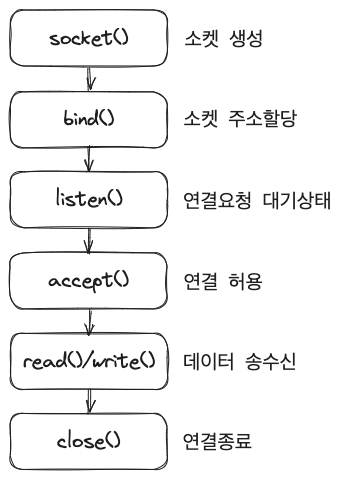 socket() 소켓 생성
bind() 소켓 주소할당
listen() 연결요청 대기상태
accept() 연결 허용
read()/write() 데이터 송수신
close() 연결종료